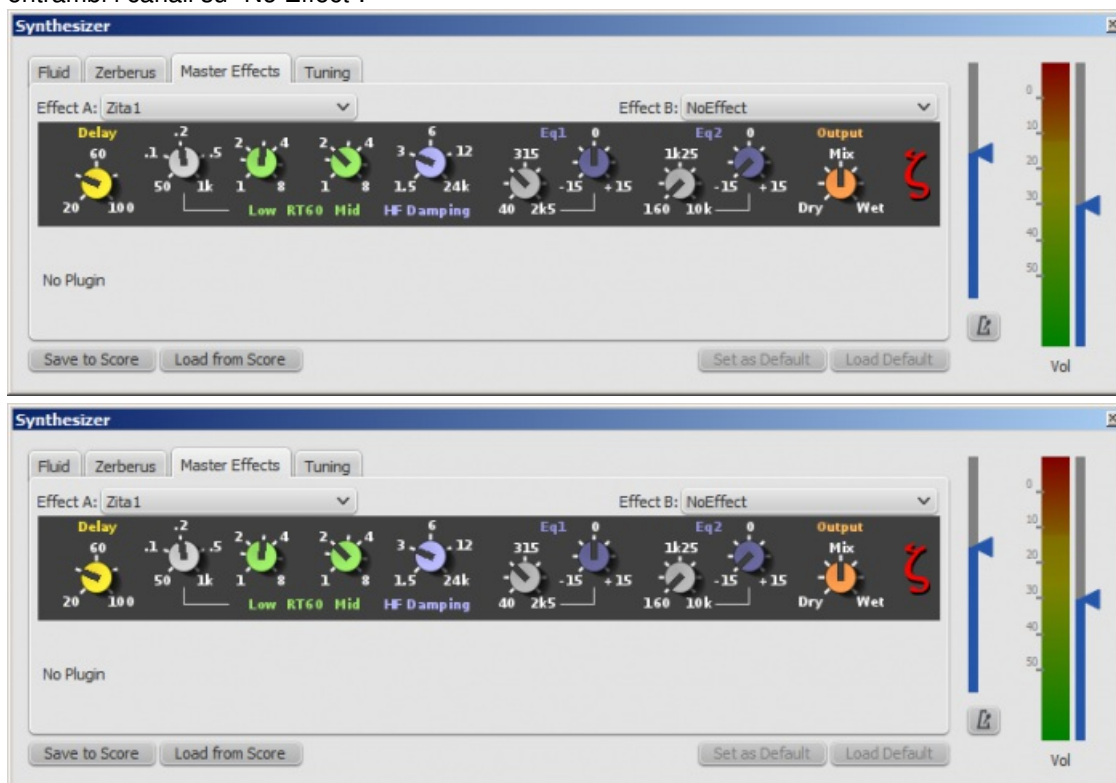 entrambi i canali su "No Effect".
Synthesizer
Fluid Zerberus Master Effects Tuning
Effect A: Zita1 Effect B: NoEffect
Delay .2 6 Eq1 0 Eq2 0 Output
60 .1 .5 2 4 2 4 3 12 315 1k25 Mix
50 1k 1 8 1 8 1.5 24k -15 +15 -15 +15
20 100 Low RT60 Mid HF Damping 40 2k5 160 10k Dry Wet
No Plugin
0
10
20
30
40
50
Save to Score Load from Score Set as Default Load Default Vol
Synthesizer
Fluid Zerberus Master Effects Tuning
Effect A: Zita1 Effect B: NoEffect
Delay .2 6 Eq1 0 Eq2 0 Output
60 .1 .5 2 4 2 4 3 12 315 1k25 Mix
50 1k 1 8 1 8 1.5 24k -15 +15 -15 +15
20 100 Low RT60 Mid HF Damping 40 2k5 160 10k Dry Wet
No Plugin
0
10
20
30
40
50
Save to Score Load from Score Set as Default Load Default Vol